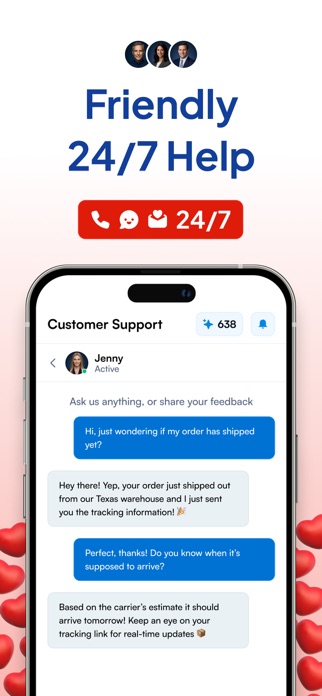 Friendly
24/7 Help
24/7
Customer Support
638
Jenny
Active
Ask us anything, or share your feedback
Hi, just wondering if my order has shipped
yet?
Hey there! Yep, your order just shipped out
from our Texas warehouse and I just sent
you the tracking information! 🎉
Perfect, thanks! Do you know when it's
supposed to arrive?
Based on the carrier's estimate it should
arrive tomorrow! Keep an eye on your
tracking link for real-time updates 📦